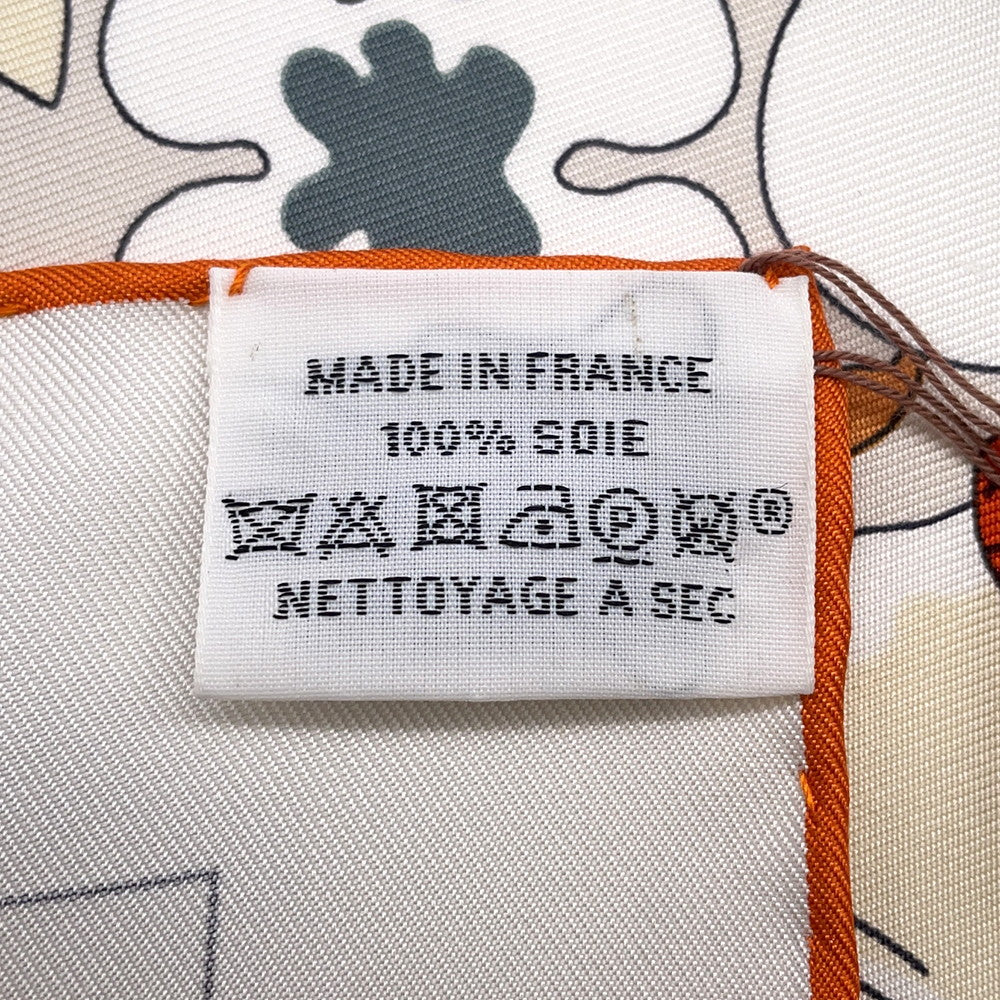 MADE IN FRANCE
100% SOIE
P ®
NETTOYAGE A SEC